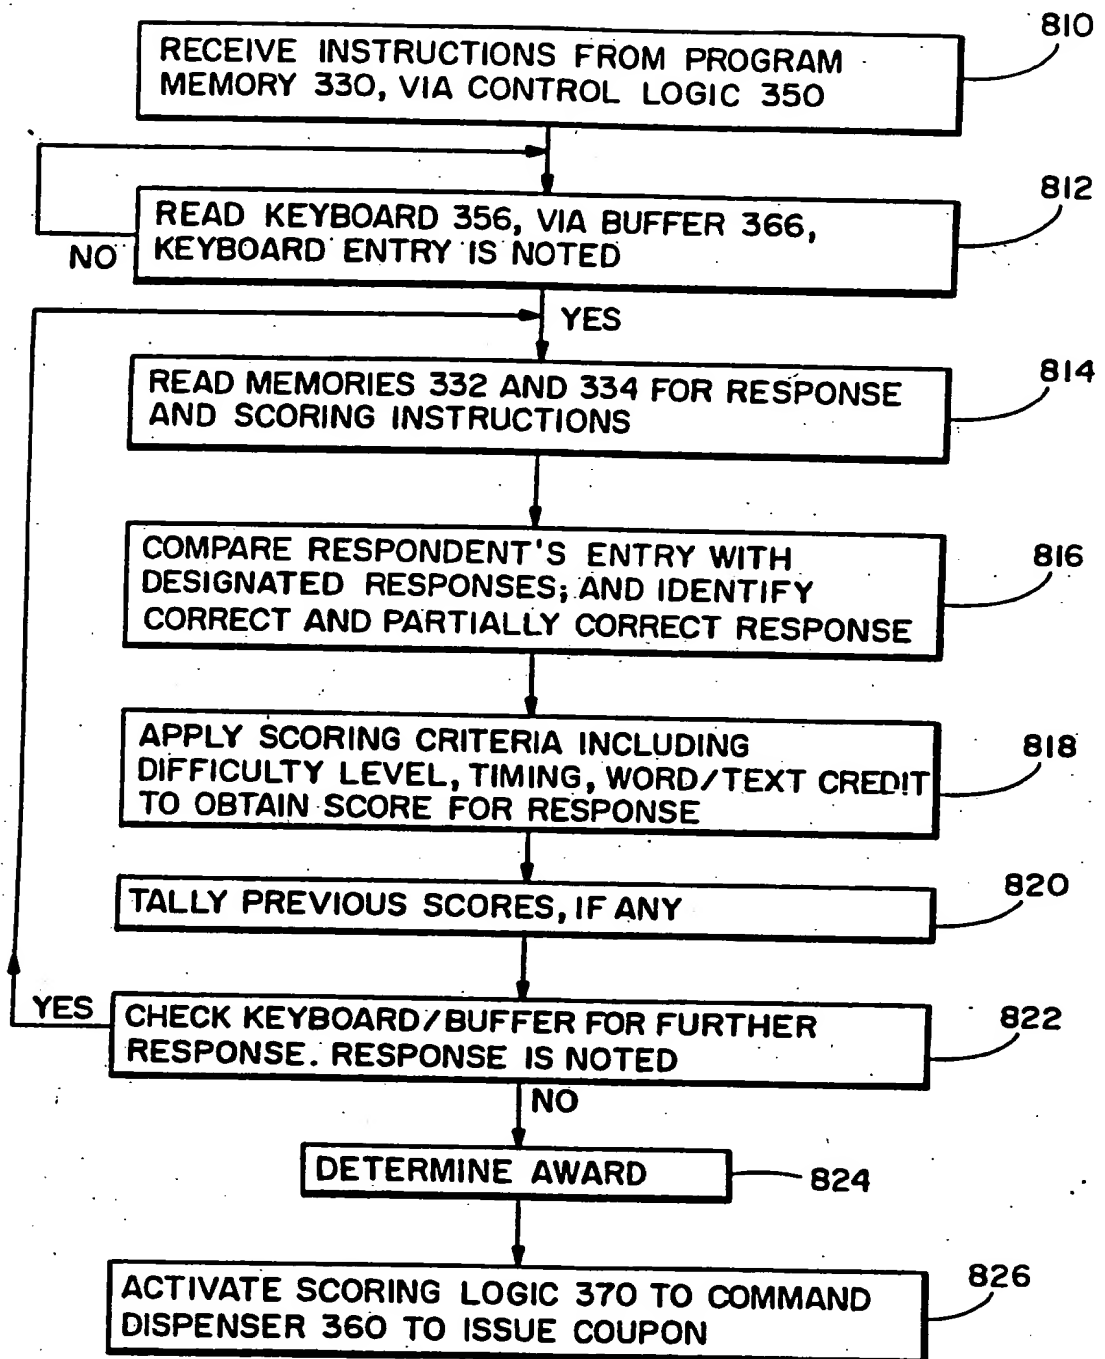 810
RECEIVE INSTRUCTIONS FROM PROGRAM
MEMORY 330, VIA CONTROL LOGIC 350
812
READ KEYBOARD 356, VIA BUFFER 366,
KEYBOARD ENTRY IS NOTED
NO
YES
814
READ MEMORIES 332 AND 334 FOR RESPONSE
AND SCORING INSTRUCTIONS
816
COMPARE RESPONDENT'S ENTRY WITH
DESIGNATED RESPONSES; AND IDENTIFY
CORRECT AND PARTIALLY CORRECT RESPONSE
818
APPLY SCORING CRITERIA INCLUDING
DIFFICULTY LEVEL, TIMING, WORD/TEXT CREDIT
TO OBTAIN SCORE FOR RESPONSE
820
TALLY PREVIOUS SCORES, IF ANY
YES
822
CHECK KEYBOARD/BUFFER FOR FURTHER
RESPONSE. RESPONSE IS NOTED
NO
DETERMINE AWARD
824
826
ACTIVATE SCORING LOGIC 370 TO COMMAND
DISPENSER 360 TO ISSUE COUPON